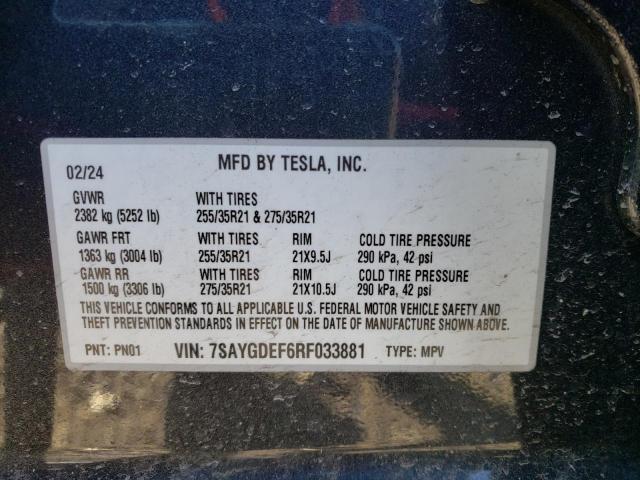 02/24 MFD BY TESLA, INC.
GVWR WITH TIRES
2382 kg (5252 lb) 255/35R21 & 275/35R21
GAWR FRT WITH TIRES RIM COLD TIRE PRESSURE
1363 kg (3004 lb) 255/35R21 21X9.5J 290 kPa, 42 psi
GAWR RR WITH TIRES RIM COLD TIRE PRESSURE
1500 kg (3306 lb) 275/35R21 21X10.5J 290 kPa, 42 psi
THIS VEHICLE CONFORMS TO ALL APPLICABLE U.S. FEDERAL MOTOR VEHICLE SAFETY AND
THEFT PREVENTION STANDARDS IN EFFECT ON THE DATE OF MANUFACTURE SHOWN ABOVE.
PNT: PN01 VIN: 7SAYGDEF6RF033881 TYPE: MPV